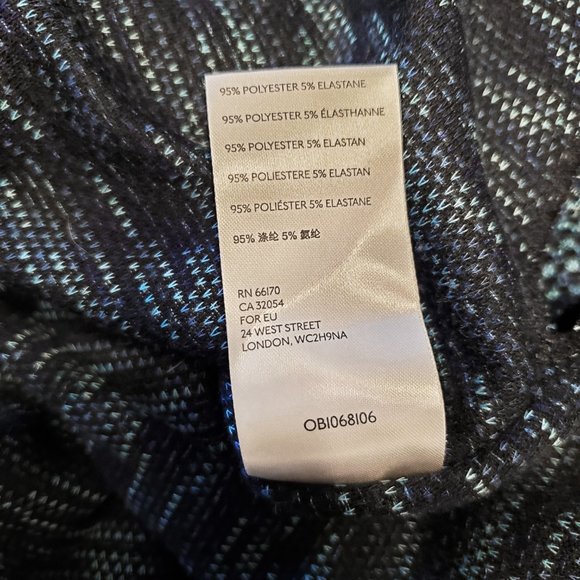 95% POLYESTER 5% ELASTANE
95% POLYESTER 5% ÉLASTHANNE
95% POLYESTER 5% ELASTAN
95% POLIESTERE 5% ELASTAN
95% POLIÉSTER 5% ELASTANE
95% 涤纶 5% 氨纶
RN 66170
CA 32054
FOR EU
24 WEST STREET
LONDON, WC2H9NA
OB1068106